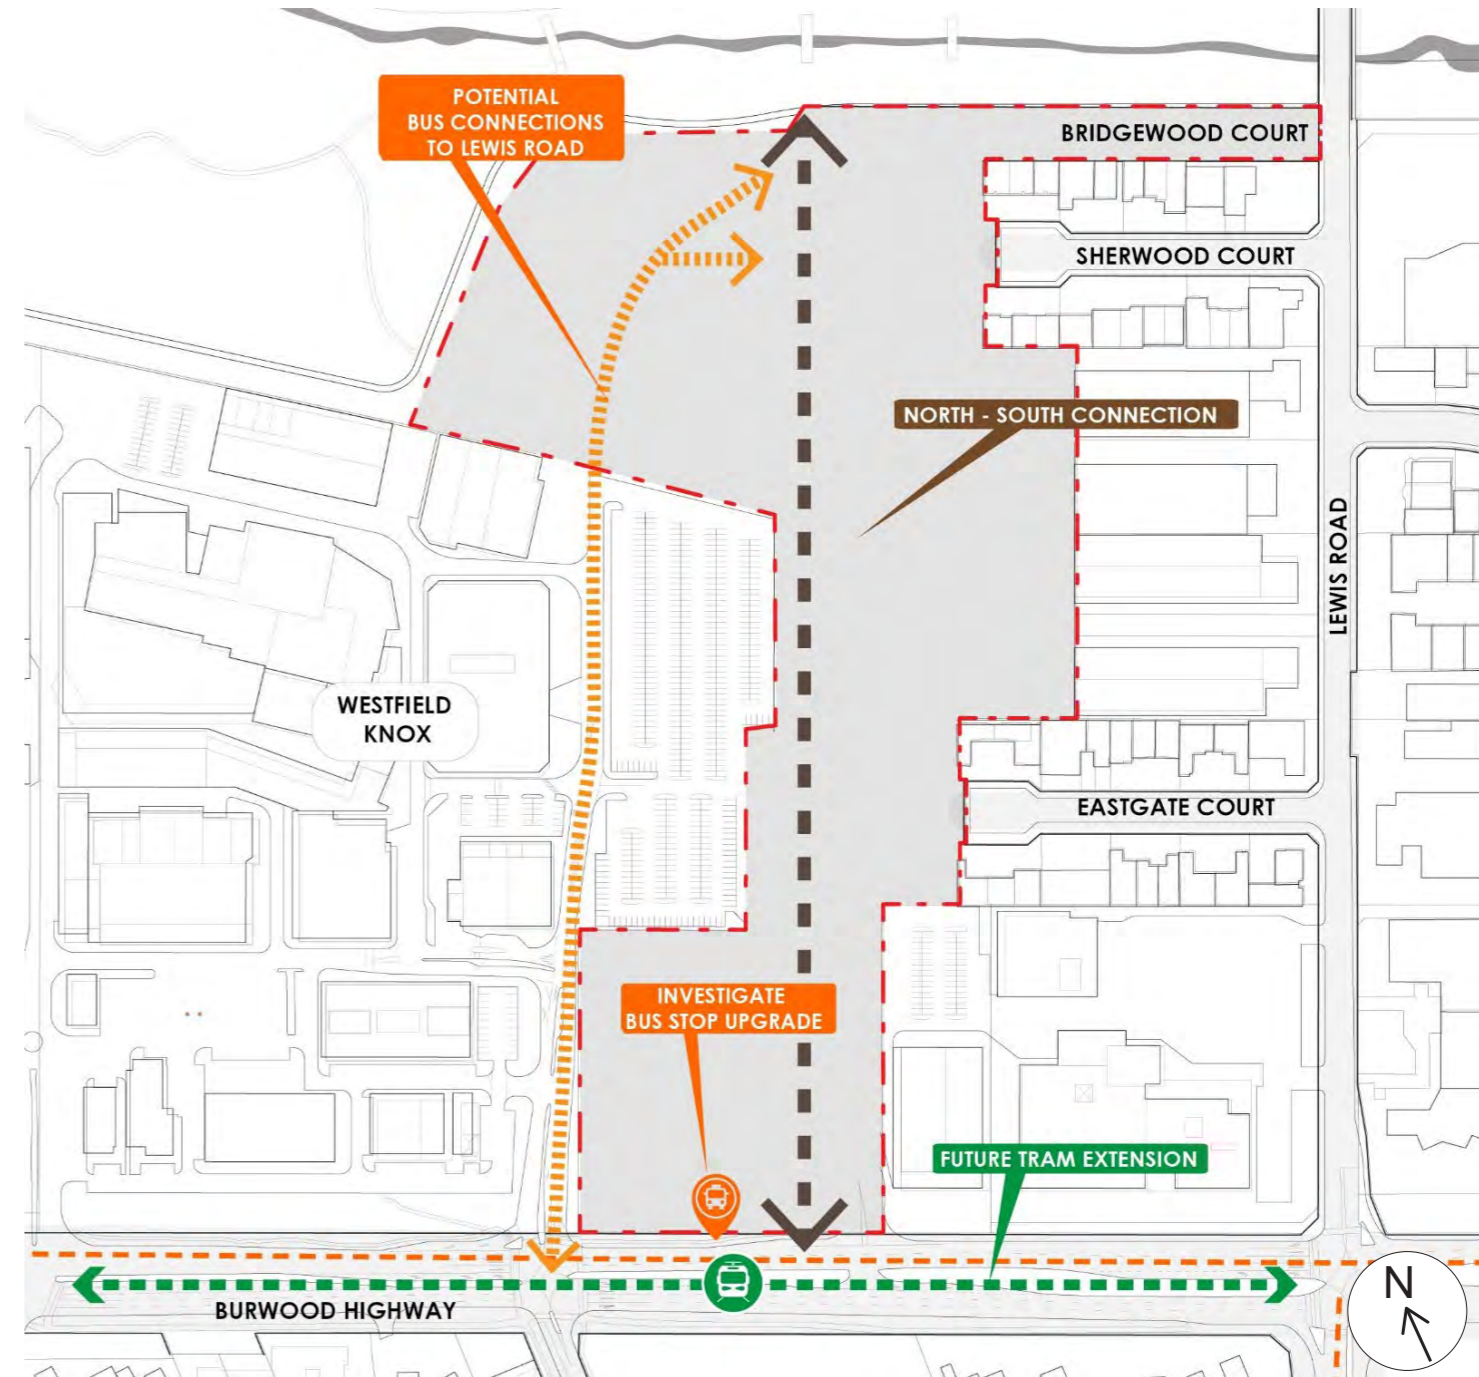 POTENTIAL
BUS CONNECTIONS
TO LEWIS ROAD
BRIDGEWOOD COURT
SHERWOOD COURT
NORTH - SOUTH CONNECTION
LEWIS ROAD
WESTFIELD
KNOX
EASTGATE COURT
INVESTIGATE
BUS STOP UPGRADE
FUTURE TRAM EXTENSION
BURWOOD HIGHWAY
N